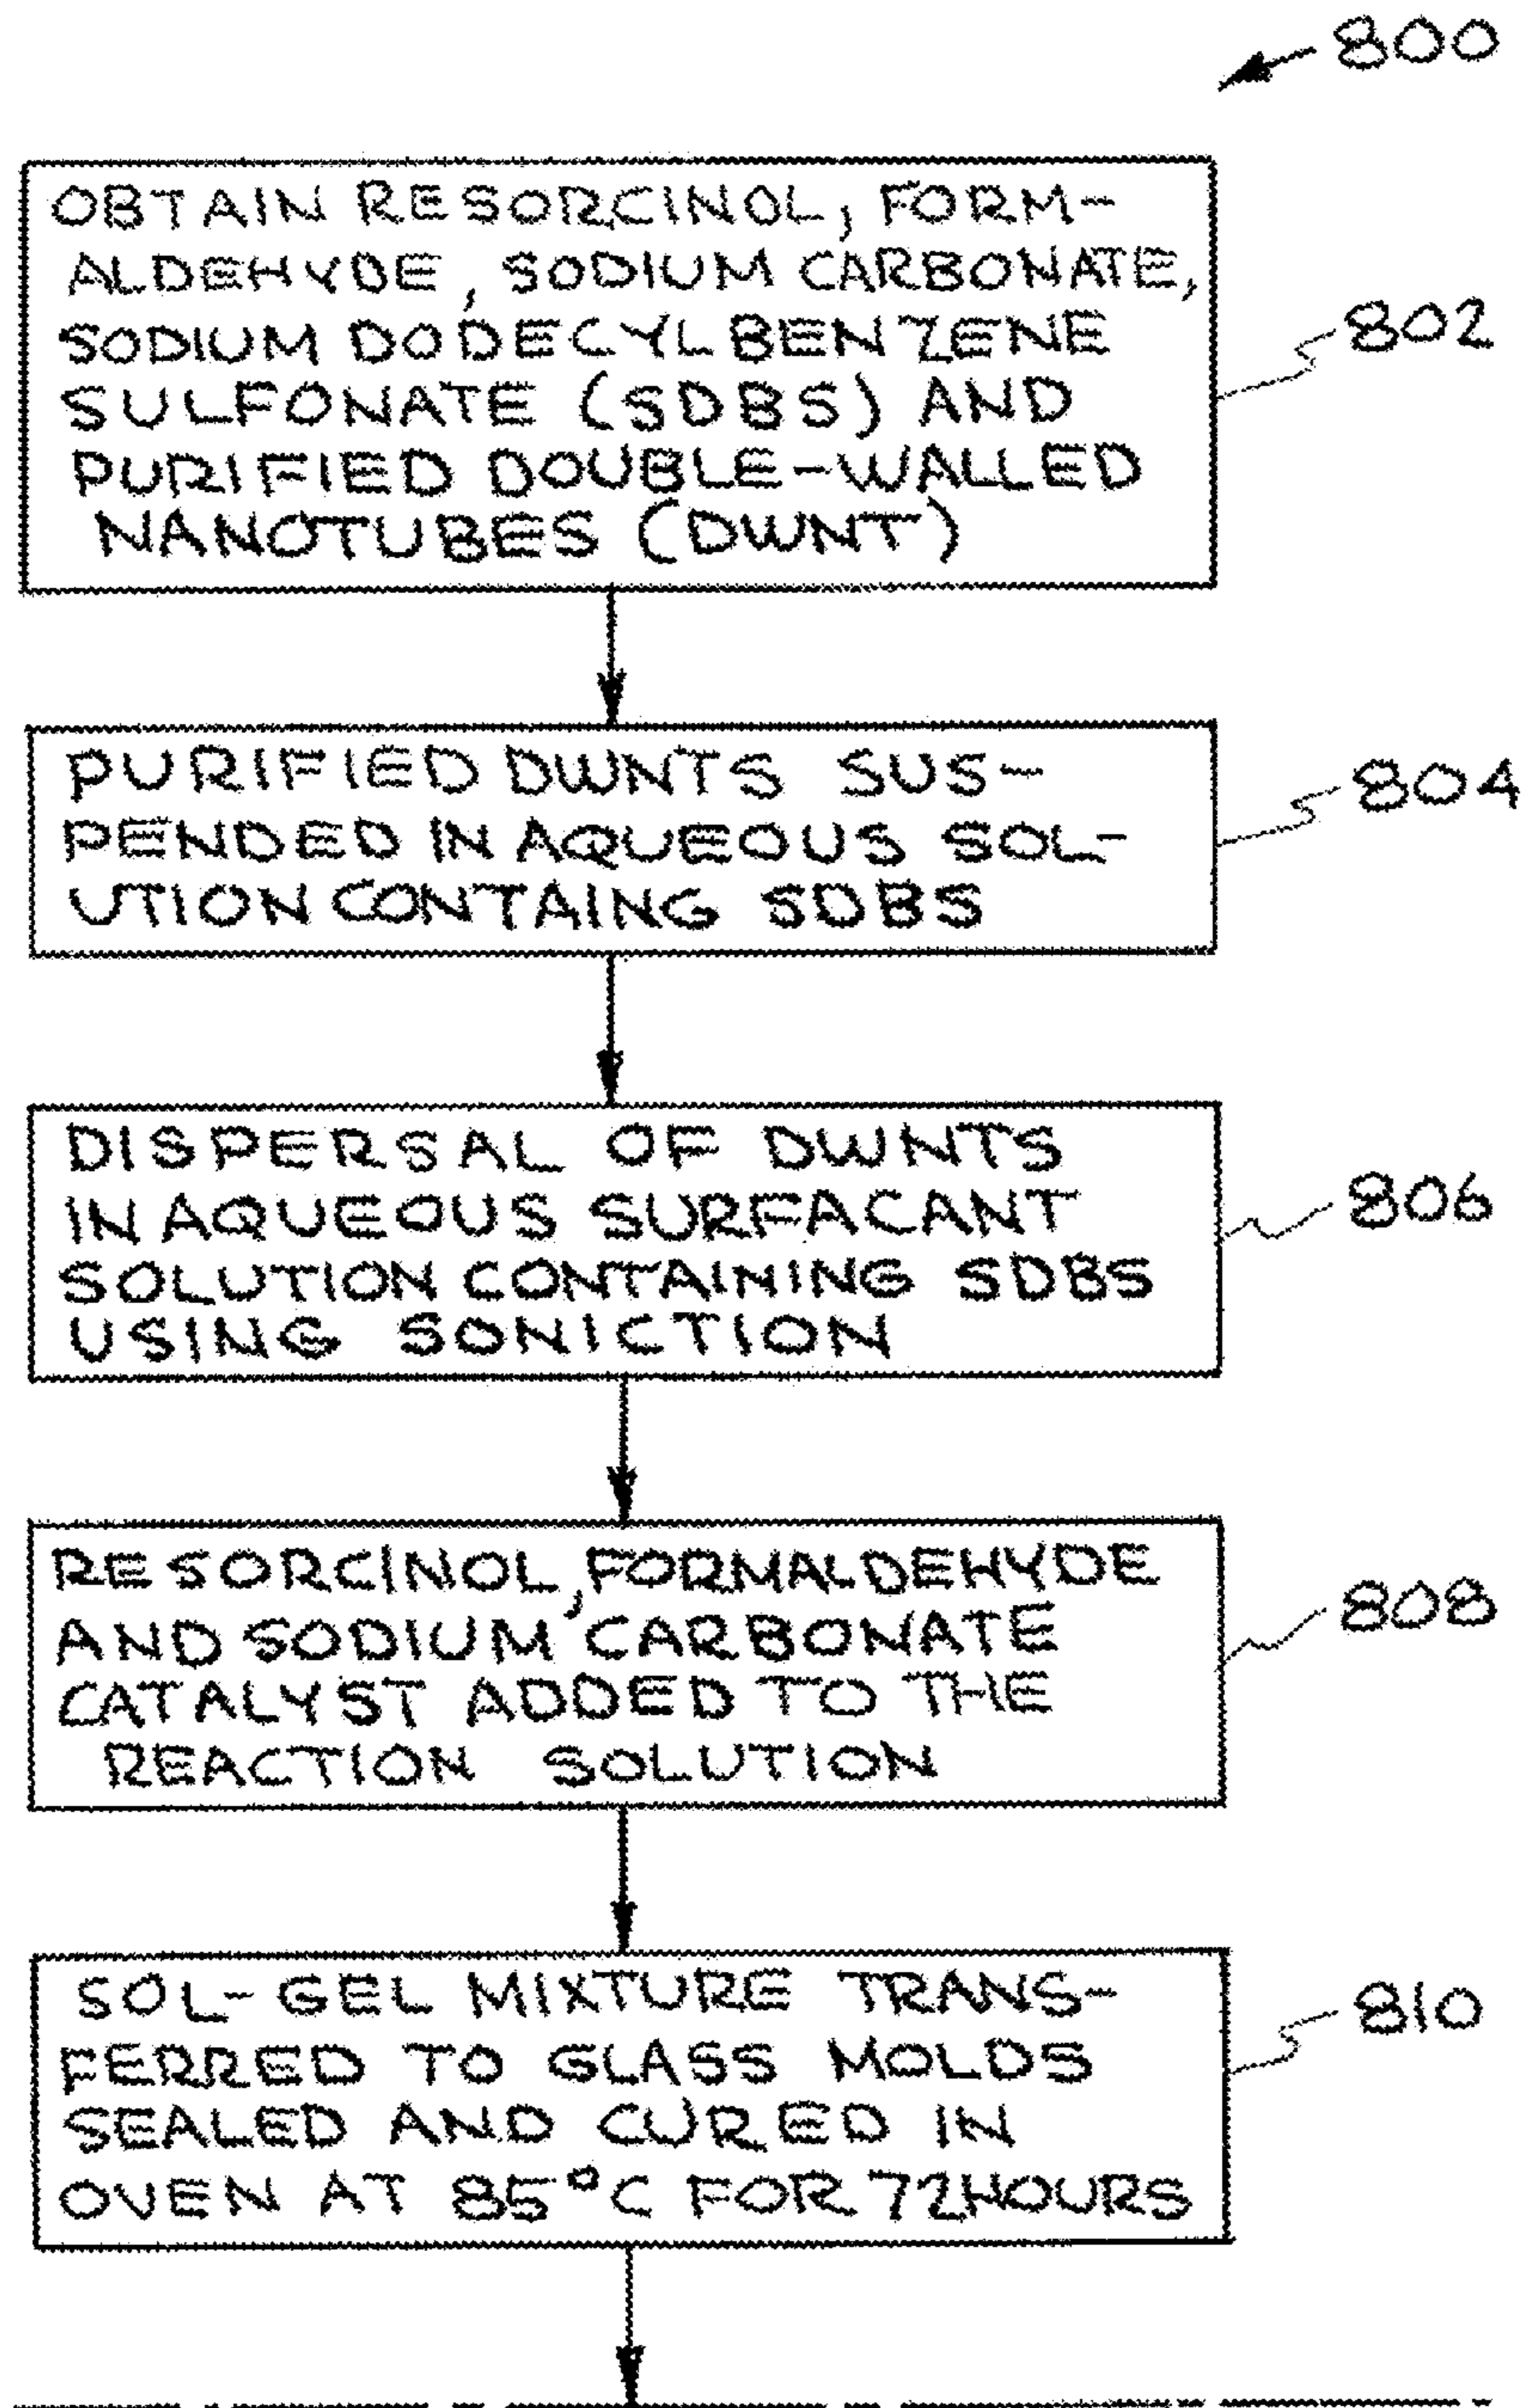 800
OBTAIN RESORCINOL, FORM-
ALDEHYDE, SODIUM CARBONATE,
SODIUM DODECYLBENZENE
SULFONATE (SDBS) AND
PURIFIED DOUBLE-WALLED
NANOTUBES (DWNT)
802
PURIFIED DWNTS SUS-
PENDED IN AQUEOUS SOL-
UTION CONTAING SDBS
804
DISPERSAL OF DWNTS
IN AQUEOUS SURFACANT
SOLUTION CONTAINING SDBS
USING SONICTION
806
RESORCINOL, FORMALDEHYDE
AND SODIUM CARBONATE
CATALYST ADDED TO THE
REACTION SOLUTION
808
SOL-GEL MIXTURE TRANS-
FERRED TO GLASS MOLDS
SEALED AND CURED IN
OVEN AT 85°C FOR 72 HOURS
810